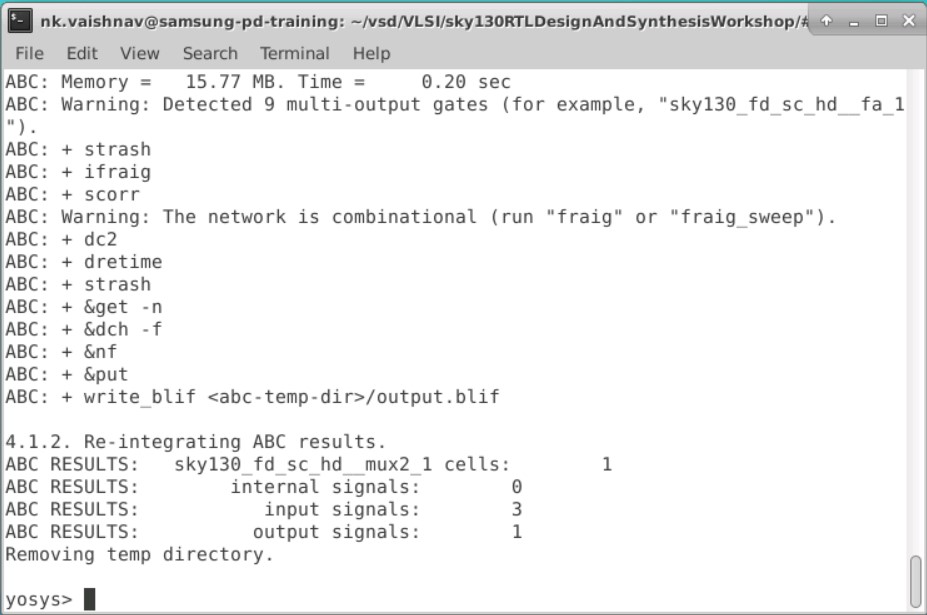 nk.vaishnav@samsung-pd-training: ~/vsd/VLSI/sky130RTLDesignAndSynthesisWorkshop/#
File Edit View Search Terminal Help
ABC: Memory =   15.77 MB. Time =     0.20 sec
ABC: Warning: Detected 9 multi-output gates (for example, "sky130_fd_sc_hd__fa_1
").
ABC: + strash
ABC: + ifraig
ABC: + scorr
ABC: Warning: The network is combinational (run "fraig" or "fraig_sweep").
ABC: + dc2
ABC: + dretime
ABC: + strash
ABC: + &get -n
ABC: + &dch -f
ABC: + &nf
ABC: + &put
ABC: + write_blif <abc-temp-dir>/output.blif
4.1.2. Re-integrating ABC results.
ABC RESULTS:   sky130_fd_sc_hd__mux2_1 cells:        1
ABC RESULTS:        internal signals:        0
ABC RESULTS:           input signals:        3
ABC RESULTS:          output signals:        1
Removing temp directory.
yosys>